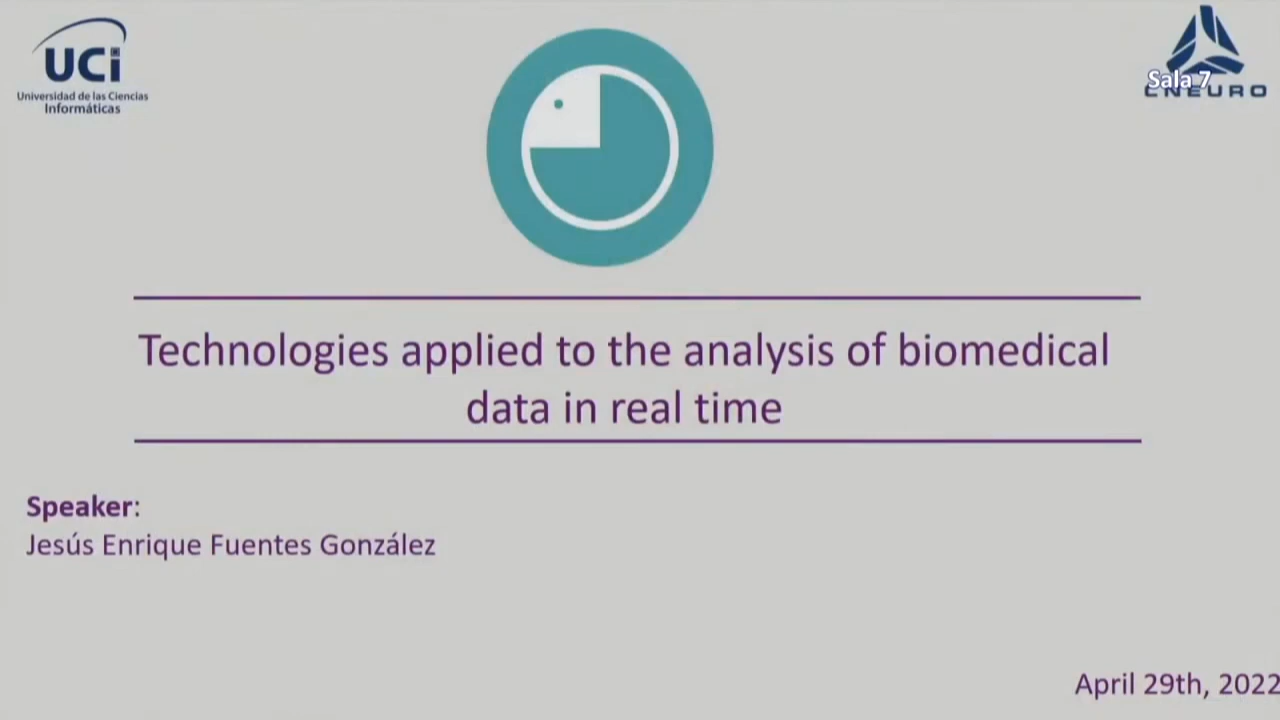 UCi
Universidad de las Ciencias
Informáticas
Sala 7
CNEURO
Technologies applied to the analysis of biomedical
data in real time
Speaker:
Jesús Enrique Fuentes González
April 29th, 2022